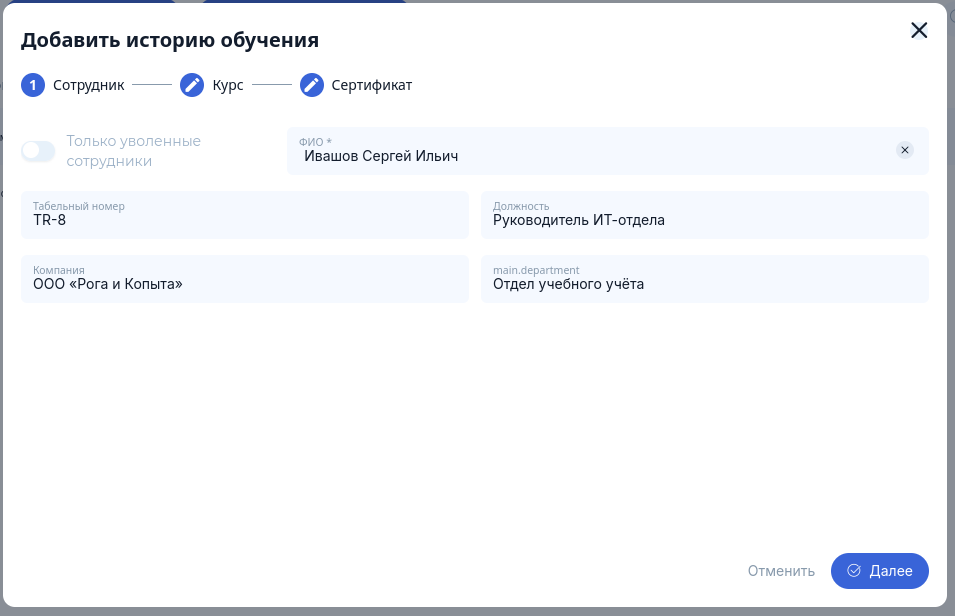 Добавить историю обучения
1 Сотрудник Курс Сертификат
Только уволенные
сотрудники
ФИО *
Ивашов Сергей Ильич
Табельный номер
TR-8
Должность
Руководитель ИТ-отдела
Компания
ООО «Рога и Копыта»
main.department
Отдел учебного учёта
Отменить
Далее